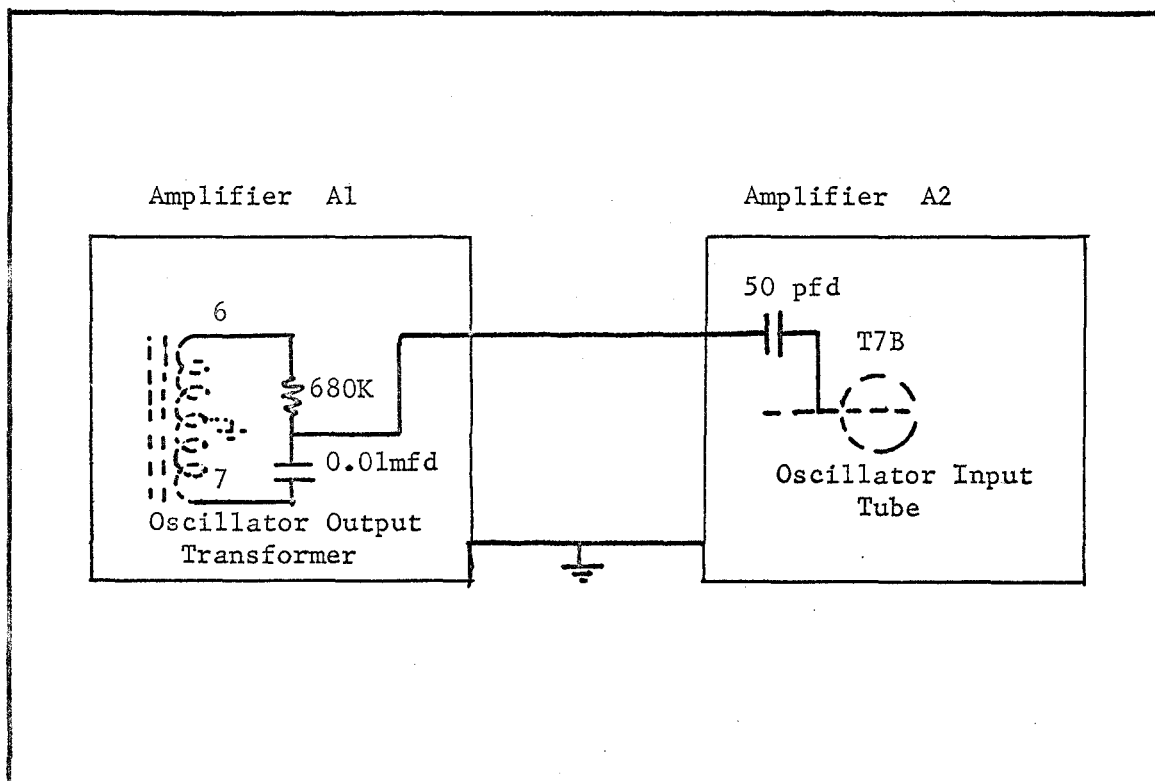 Amplifier A1
Amplifier A2
6
680K
0.01mfd
7
Oscillator Output
Transformer
50 pfd
T7B
Oscillator Input
Tube